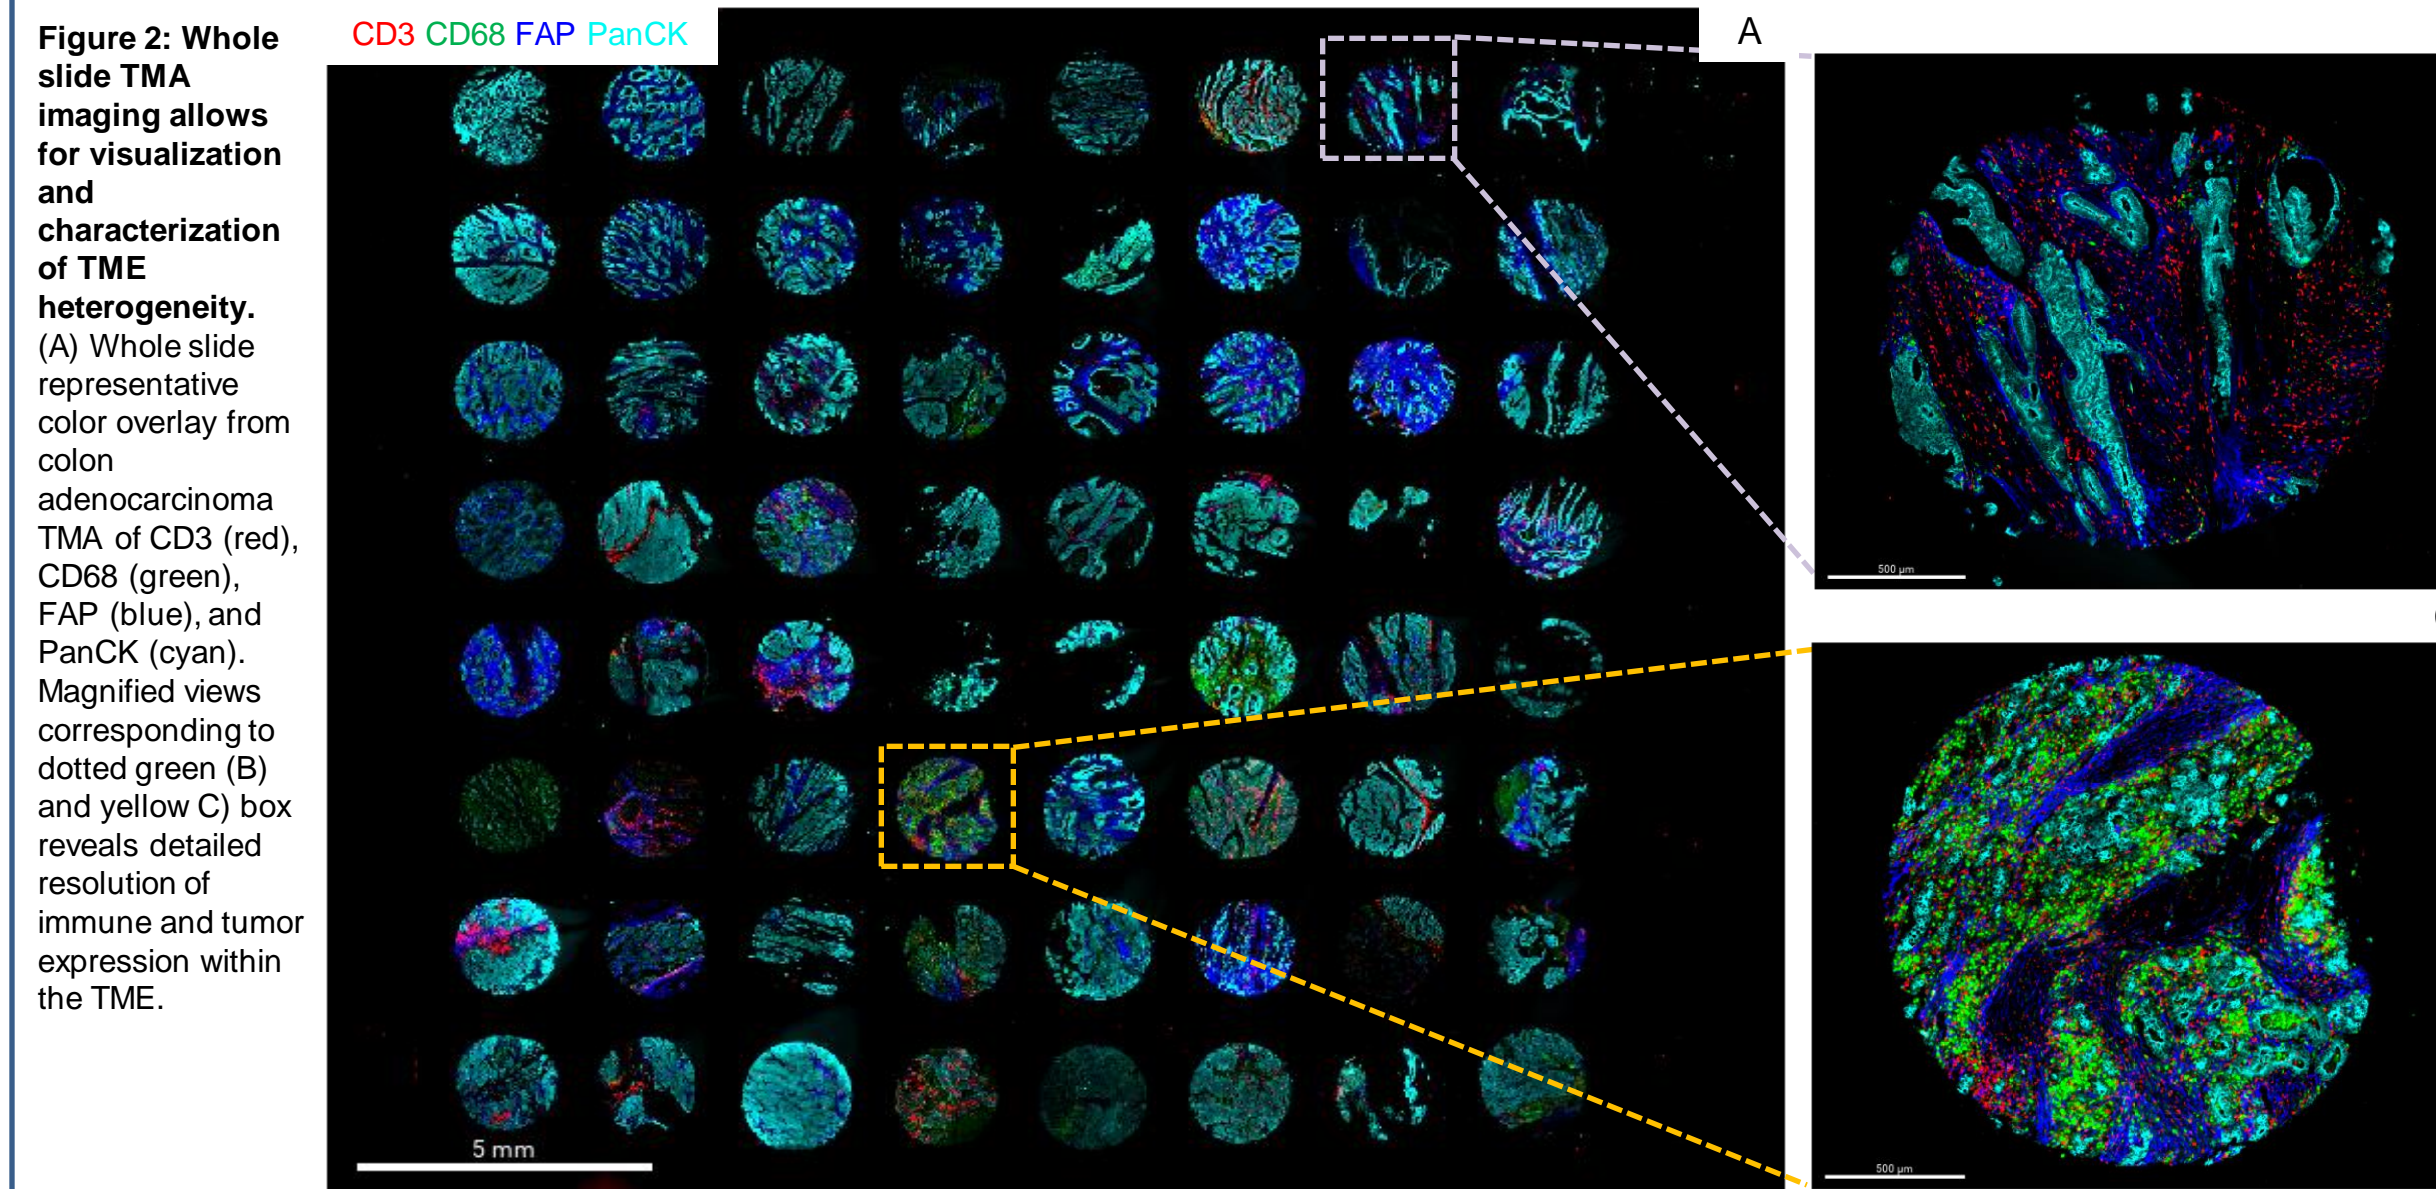 Figure 2: Whole
slide TMA
imaging allows
for visualization
and
characterization
of TME
heterogeneity.
(A) Whole slide
representative
color overlay from
colon
adenocarcinoma
TMA of CD3 (red),
CD68 (green),
FAP (blue), and
PanCK (cyan).
Magnified views
corresponding to
dotted green (B)
and yellow C) box
reveals detailed
resolution of
immune and tumor
expression within
the TME.
CD3 CD68 FAP PanCK
A
5 mm
500 µm
500 µm